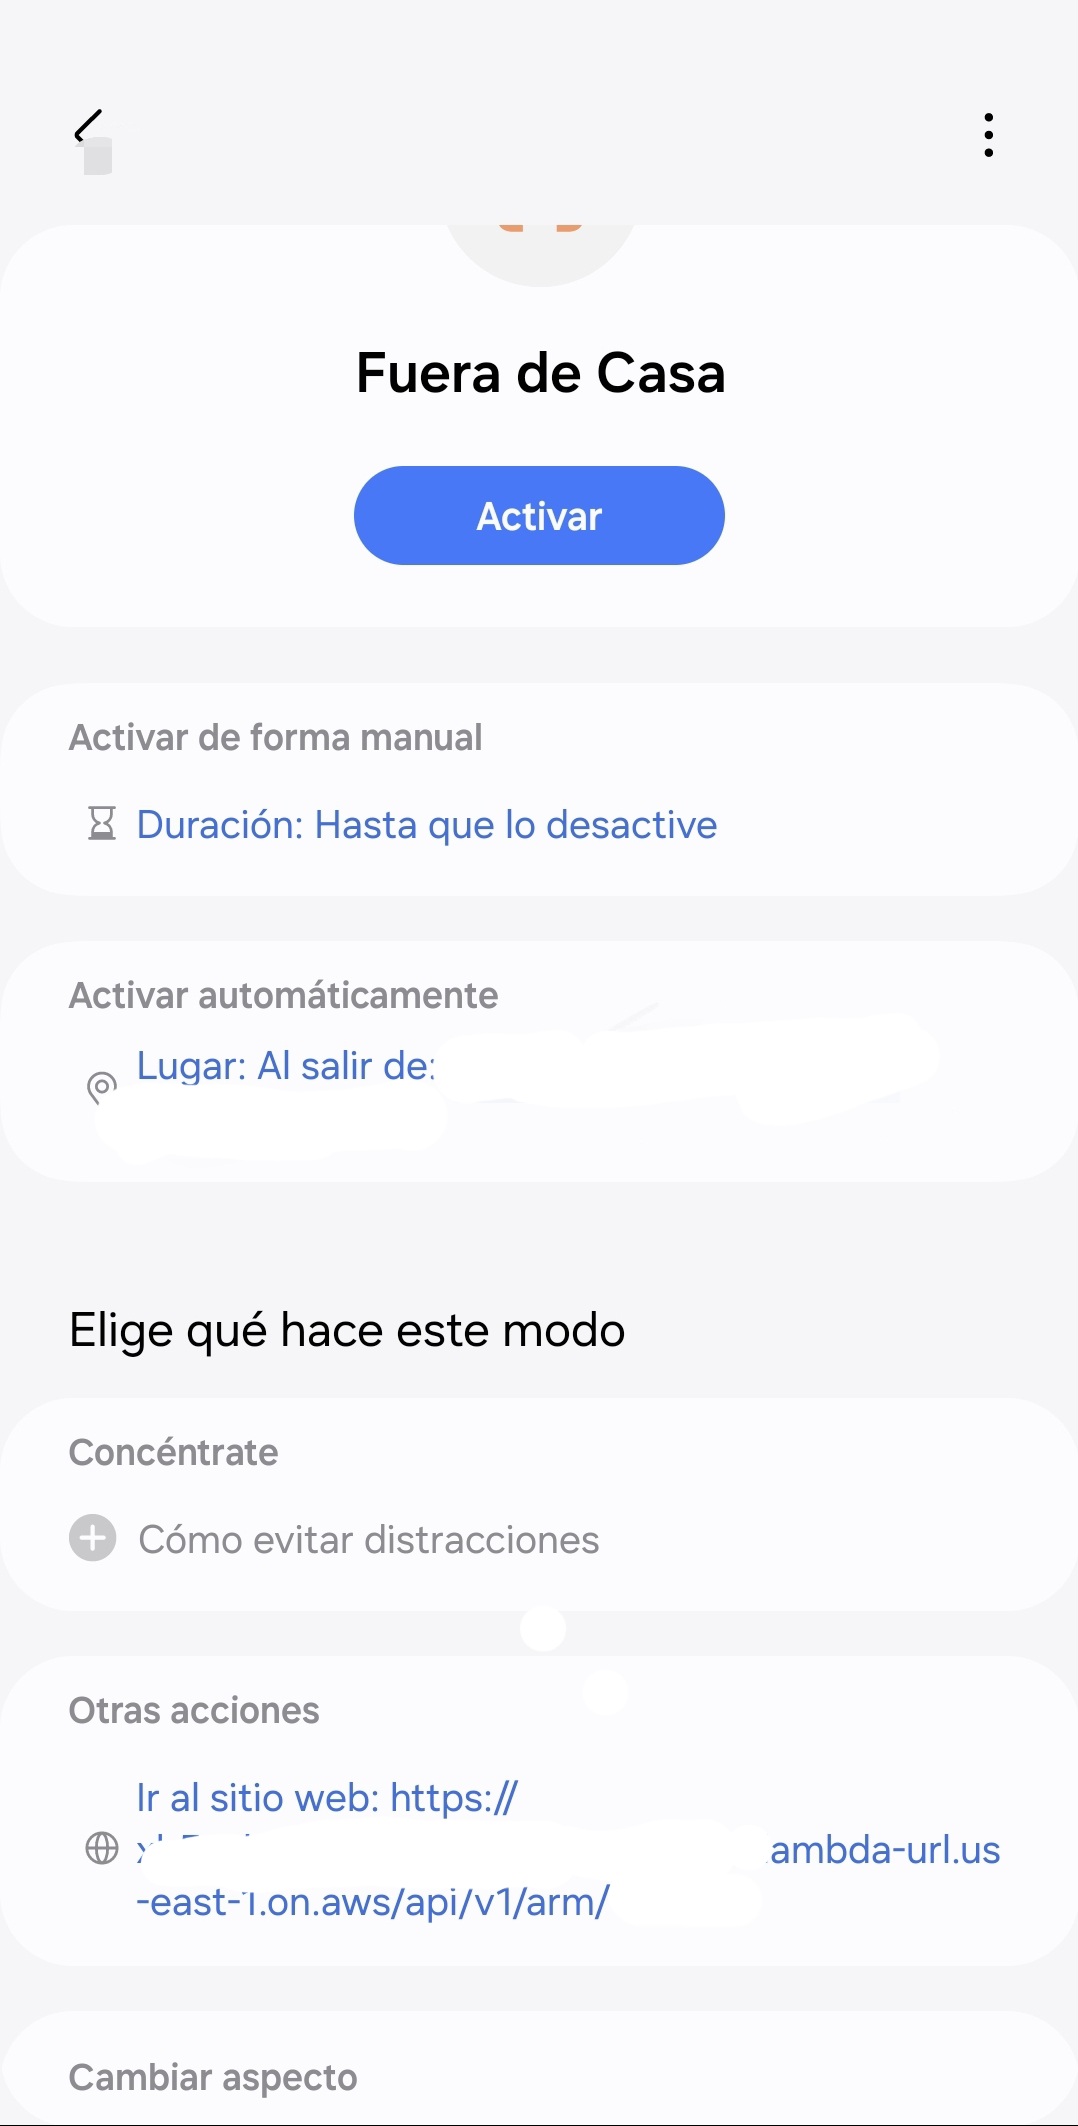 Fuera de Casa
Activar
Activar de forma manual
Duración: Hasta que lo desactive
Activar automáticamente
Lugar: Al salir de:
Elige qué hace este modo
Concéntrate
Cómo evitar distracciones
Otras acciones
Ir al sitio web: https://
ambda-url.us
-east-1.on.aws/api/v1/arm/
Cambiar aspecto